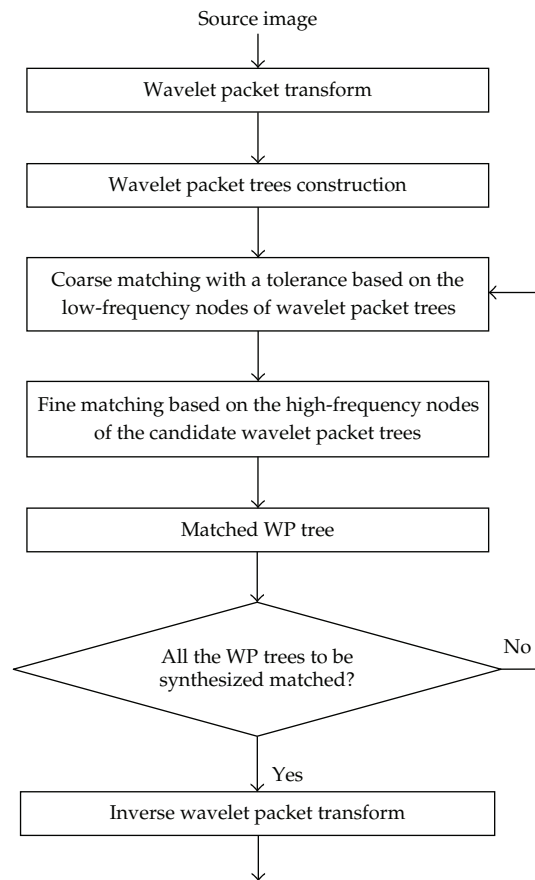 Source image
Wavelet packet transform
Wavelet packet trees construction
Coarse matching with a tolerance based on the
low-frequency nodes of wavelet packet trees
Fine matching based on the high-frequency nodes
of the candidate wavelet packet trees
Matched WP tree
All the WP trees to be
synthesized matched?
No
Yes
Inverse wavelet packet transform